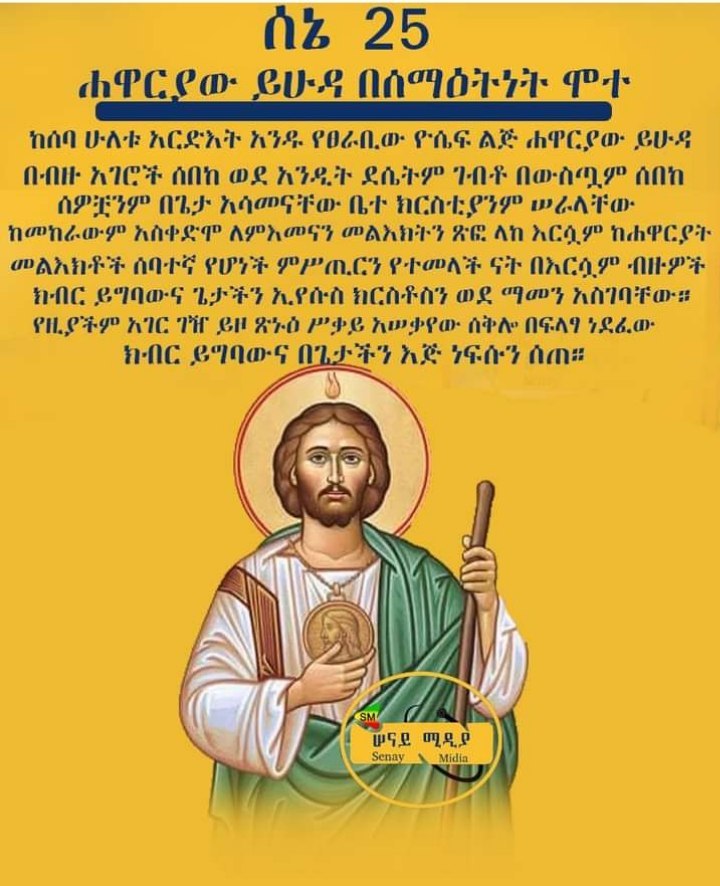 ሰኔ 25
ሐዋርያው ይሁዳ በሰማዕትነት ሞተ
ከሰባ ሁለቱ አርድእት አንዱ የፀራቢው ዮሴፍ ልጅ ሐዋርያው ይሁዳ
በብዙ አገሮች ሰበከ ወደ አንዲት ደሴትም ገብቶ በውስጧም ሰበከ
ሰዎቿንም በጌታ አሳመናቸው ቤተ ክርስቲያንም ሠራላቸው
ከመከራውም አስቀድሞ ለምእመናን መልእክትን ጽፎ ላከ እርሷም ከሐዋርያት
መልእክቶች ሰባተኛ የሆነች ምሥጢርን የተመላች ናት በእርሷም ብዙዎች
ክብር ይግባውና ጌታችን ኢየሱስ ክርስቶስን ወደ ማመን አስገባቸው።
የዚያችም አገር ገዥ ይዞ ጽኑዕ ሥቃይ አሠቃየው ሰቅሎ በፍላፃ ነደፈው
ክብር ይግባውና በጌታችን እጅ ነፍሱን ሰጠ።
SM
ሠናይ ሚዲያ
Senay Midia